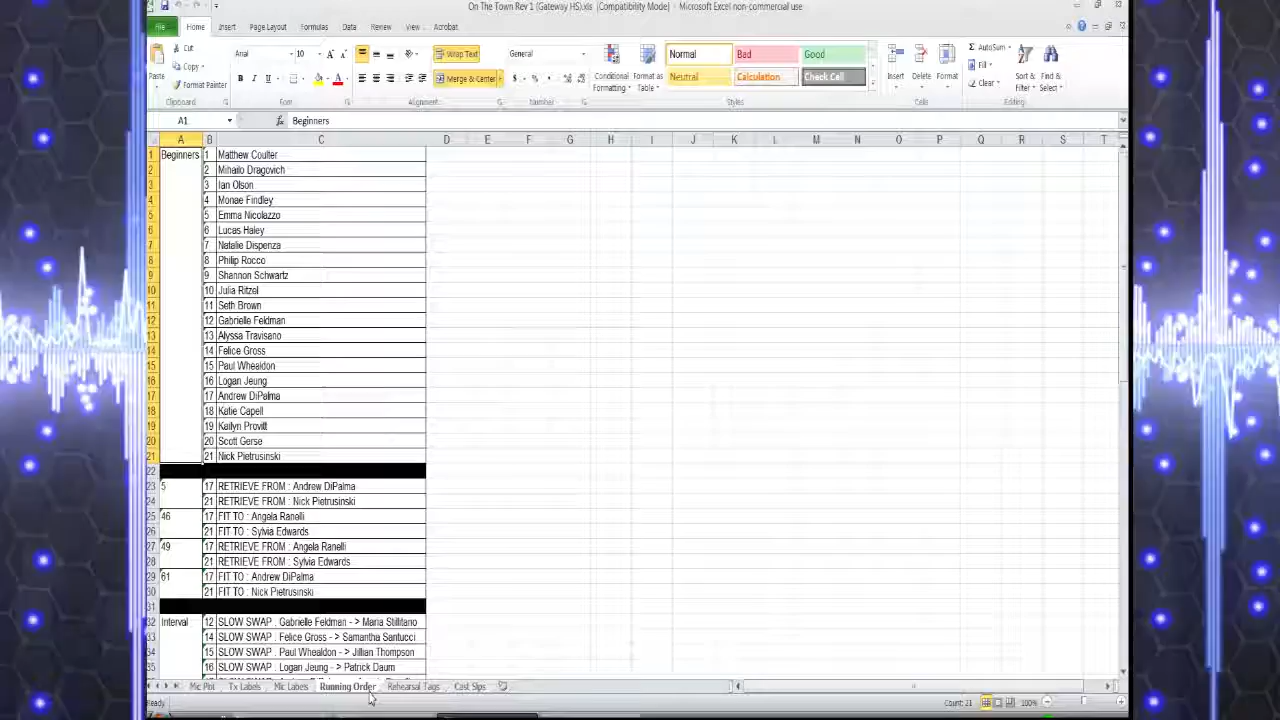 On The Town Rev 1 (Gateway HS).xls [Compatibility Mode] - Microsoft Excel non-commercial use
File Home Insert Page Layout Formulas Data Review View Acrobat
Paste Cut Copy Format Painter Clipboard
Arial 10 A A B I U A Font
Wrap Text Merge & Center Alignment
General $ % , Number
Conditional Formatting Format as Table Normal Bad Good Neutral Calculation Check Cell Styles
Insert Delete Format Cells
AutoSum Fill Clear Sort & Filter Find & Select Editing
A1 fx Beginners
A B C D E F G H I J K L M N O P Q R S T
1 Beginners 1 Matthew Coulter
2 2 Mihailo Dragovich
3 3 Ian Olson
4 4 Monae Findley
5 5 Emma Nicolazzo
6 6 Lucas Haley
7 7 Natalie Dispenza
8 8 Philip Rocco
9 9 Shannon Schwartz
10 10 Julia Ritzel
11 11 Seth Brown
12 12 Gabrielle Feldman
13 13 Alyssa Travisano
14 14 Felice Gross
15 15 Paul Whealdon
16 16 Logan Jeung
17 17 Andrew DiPalma
18 18 Katie Capell
19 19 Kailyn Provitt
20 20 Scott Gerse
21 21 Nick Pietrusinski
22
23 5 17 RETRIEVE FROM : Andrew DiPalma
24 21 RETRIEVE FROM : Nick Pietrusinski
25 46 17 FIT TO : Angela Ranelli
26 21 FIT TO : Sylvia Edwards
27 49 17 RETRIEVE FROM : Angela Ranelli
28 21 RETRIEVE FROM : Sylvia Edwards
29 61 17 FIT TO : Andrew DiPalma
30 21 FIT TO : Nick Pietrusinski
31
32 Interval 12 SLOW SWAP : Gabrielle Feldman -> Maria Stillitano
33 14 SLOW SWAP : Felice Gross -> Samantha Santucci
34 15 SLOW SWAP : Paul Whealdon -> Jillian Thompson
35 16 SLOW SWAP : Logan Jeung -> Patrick Daum
Mic Plot Tx Labels Mic Labels Running Order Rehearsal Tags Cast Slips
Ready Count: 21 100%